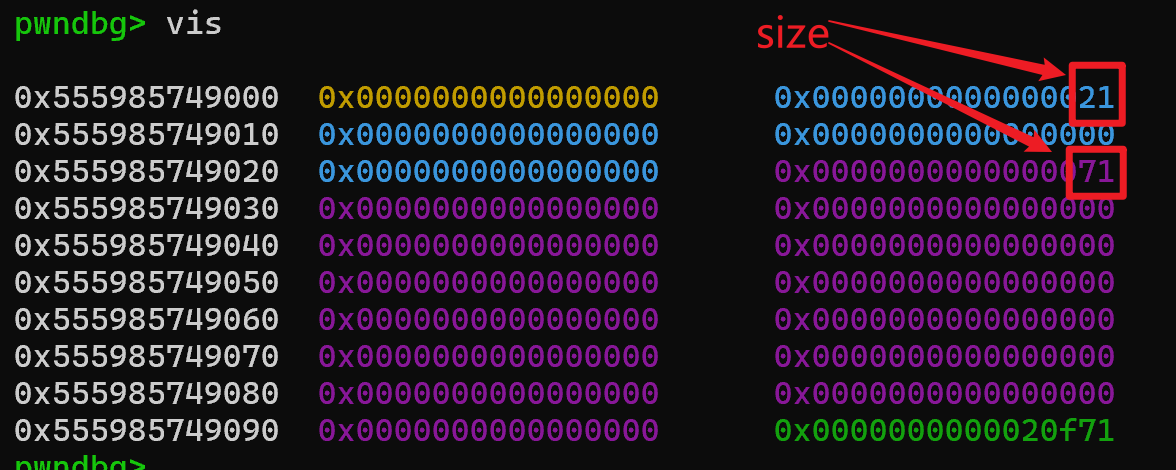 pwndbg> vis
size
0x555985749000 0x0000000000000000 0x0000000000000021
0x555985749010 0x0000000000000000 0x0000000000000000
0x555985749020 0x0000000000000000 0x0000000000000071
0x555985749030 0x0000000000000000 0x0000000000000000
0x555985749040 0x0000000000000000 0x0000000000000000
0x555985749050 0x0000000000000000 0x0000000000000000
0x555985749060 0x0000000000000000 0x0000000000000000
0x555985749070 0x0000000000000000 0x0000000000000000
0x555985749080 0x0000000000000000 0x0000000000000000
0x555985749090 0x0000000000000000 0x0000000000020f71
pwndbg>